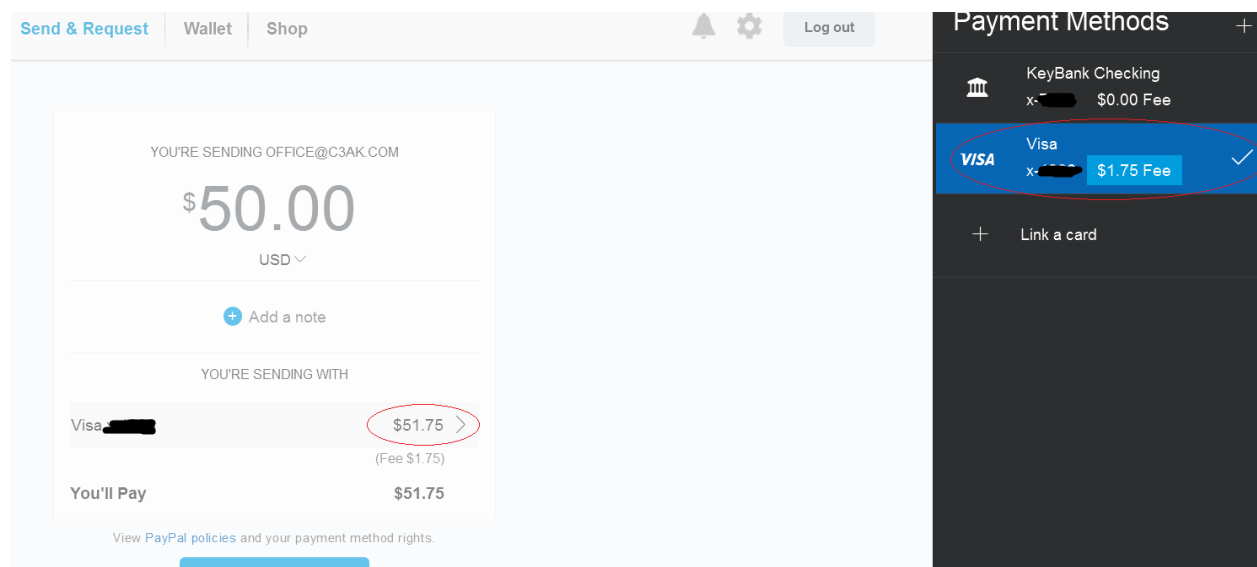 Send & Request Wallet Shop Log out
YOU'RE SENDING OFFICE@C3AK.COM
$50.00
USD
Add a note
YOU'RE SENDING WITH
Visa $51.75
(Fee $1.75)
You'll Pay $51.75
View PayPal policies and your payment method rights.
Payment Methods
KeyBank Checking
x- $0.00 Fee
VISA Visa
x- $1.75 Fee
Link a card